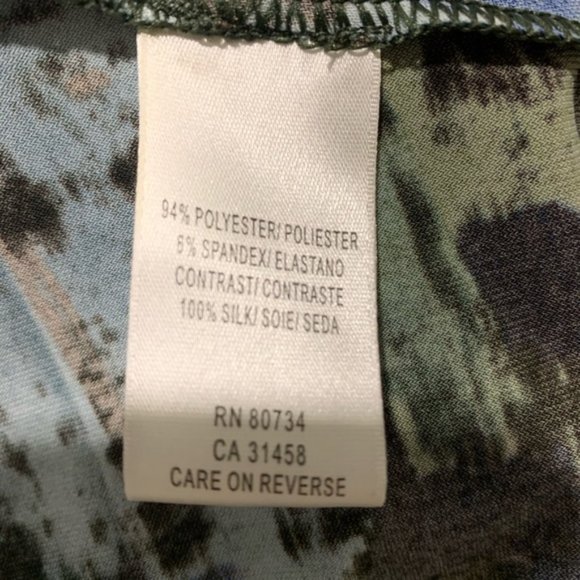 94% POLYESTER/ POLIESTER
6% SPANDEX/ ELASTANO
CONTRAST/ CONTRASTE
100% SILK/ SOIE/ SEDA
RN 80734
CA 31458
CARE ON REVERSE